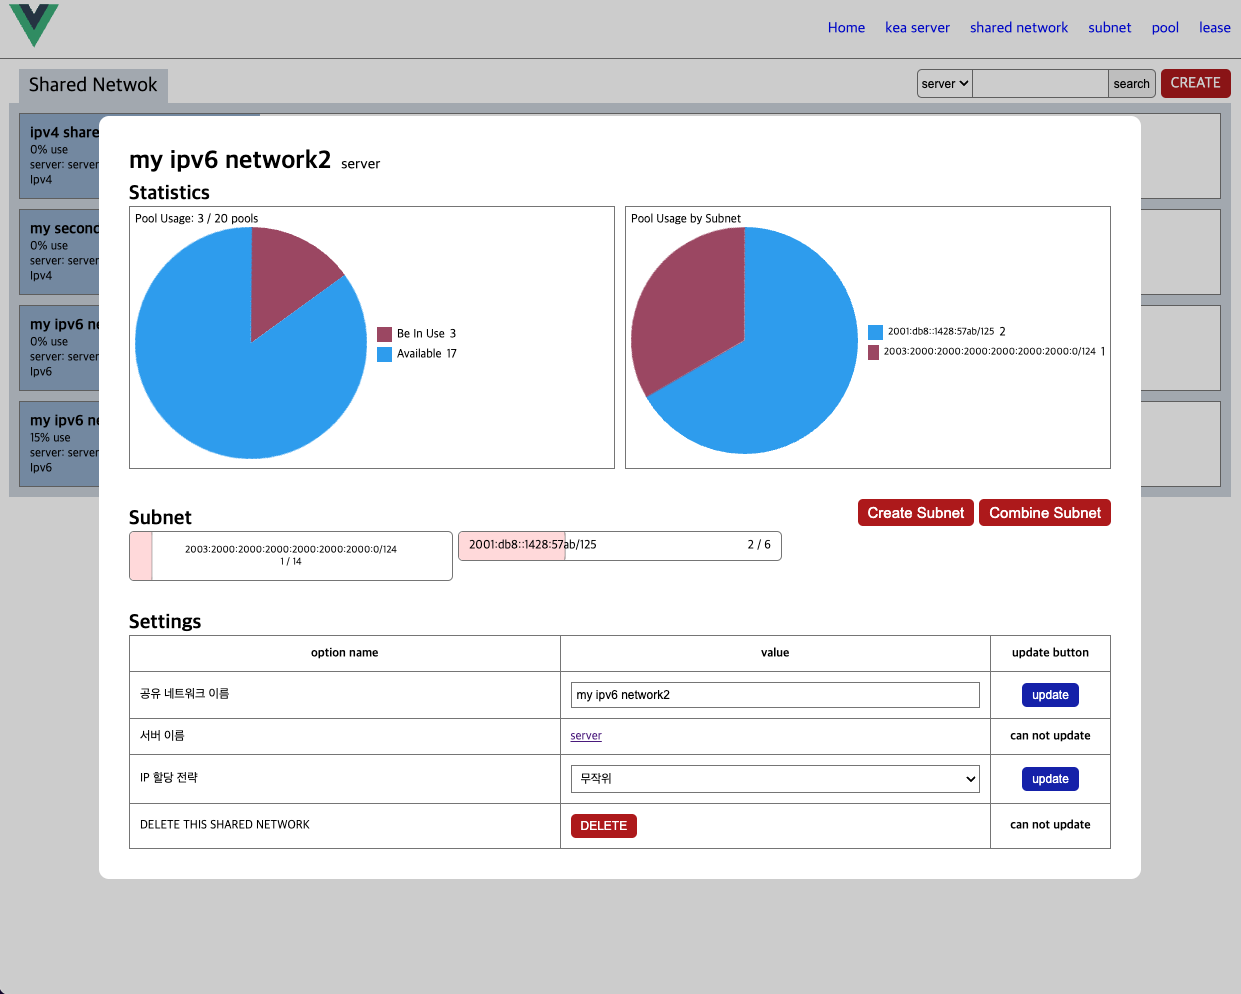 Home kea server shared network subnet pool lease
Shared Netwok
server search CREATE
ipv4 share
0% use
server: server
Ipv4
my second
0% use
server: server
Ipv4
my ipv6 ne
0% use
server: server
Ipv6
my ipv6 ne
15% use
server: server
Ipv6
my ipv6 network2 server
Statistics
Pool Usage: 3 / 20 pools
Be In Use 3
Available 17
Pool Usage by Subnet
2001:db8::1428:57ab/125 2
2003:2000:2000:2000:2000:2000:2000:0/124 1
Subnet
Create Subnet Combine Subnet
2003:2000:2000:2000:2000:2000:2000:0/124
1 / 14
2001:db8::1428:57ab/125 2 / 6
Settings
option name value update button
공유 네트워크 이름 my ipv6 network2 update
서버 이름 server can not update
IP 할당 전략 무작위 update
DELETE THIS SHARED NETWORK DELETE can not update